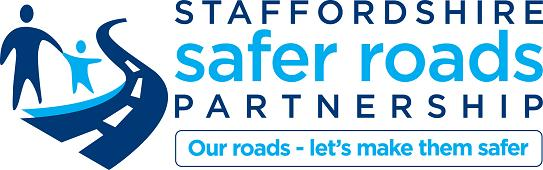 STAFFORDSHIRE
safer roads
PARTNERSHIP
Our roads - let's make them safer